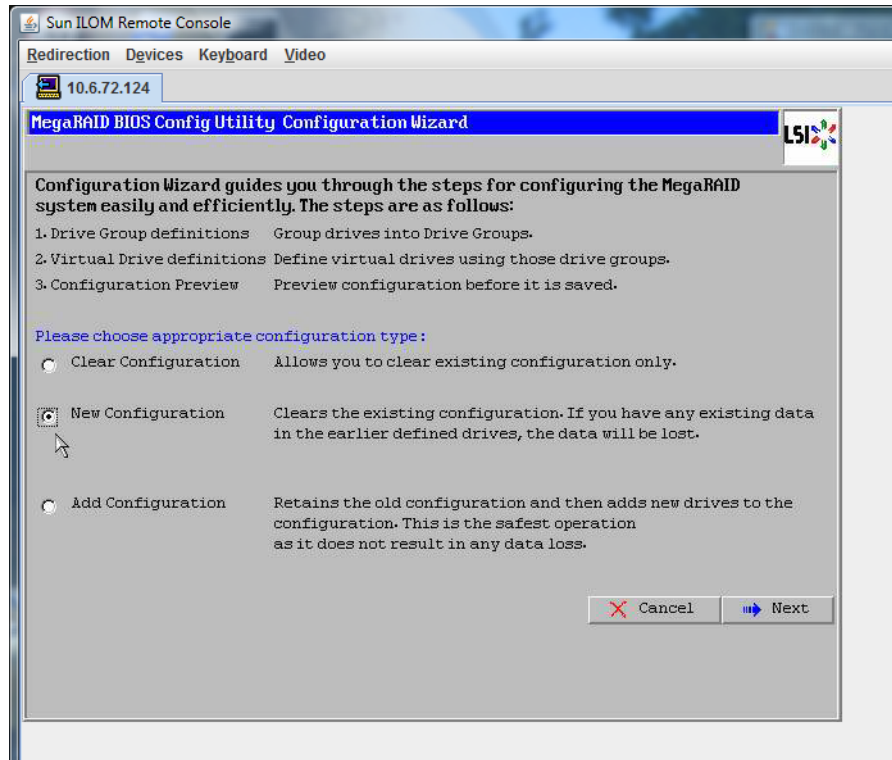 Sun ILOM Remote Console
Redirection Devices Keyboard Video
10.6.72.124
MegaRAID BIOS Config Utility Configuration Wizard
LSI
Configuration Wizard guides you through the steps for configuring the MegaRAID
system easily and efficiently. The steps are as follows:
1. Drive Group definitions Group drives into Drive Groups.
2. Virtual Drive definitions Define virtual drives using those drive groups.
3. Configuration Preview Preview configuration before it is saved.
Please choose appropriate configuration type:
Clear Configuration Allows you to clear existing configuration only.
New Configuration Clears the existing configuration. If you have any existing data
in the earlier defined drives, the data will be lost.
Add Configuration Retains the old configuration and then adds new drives to the
configuration. This is the safest operation
as it does not result in any data loss.
Cancel Next